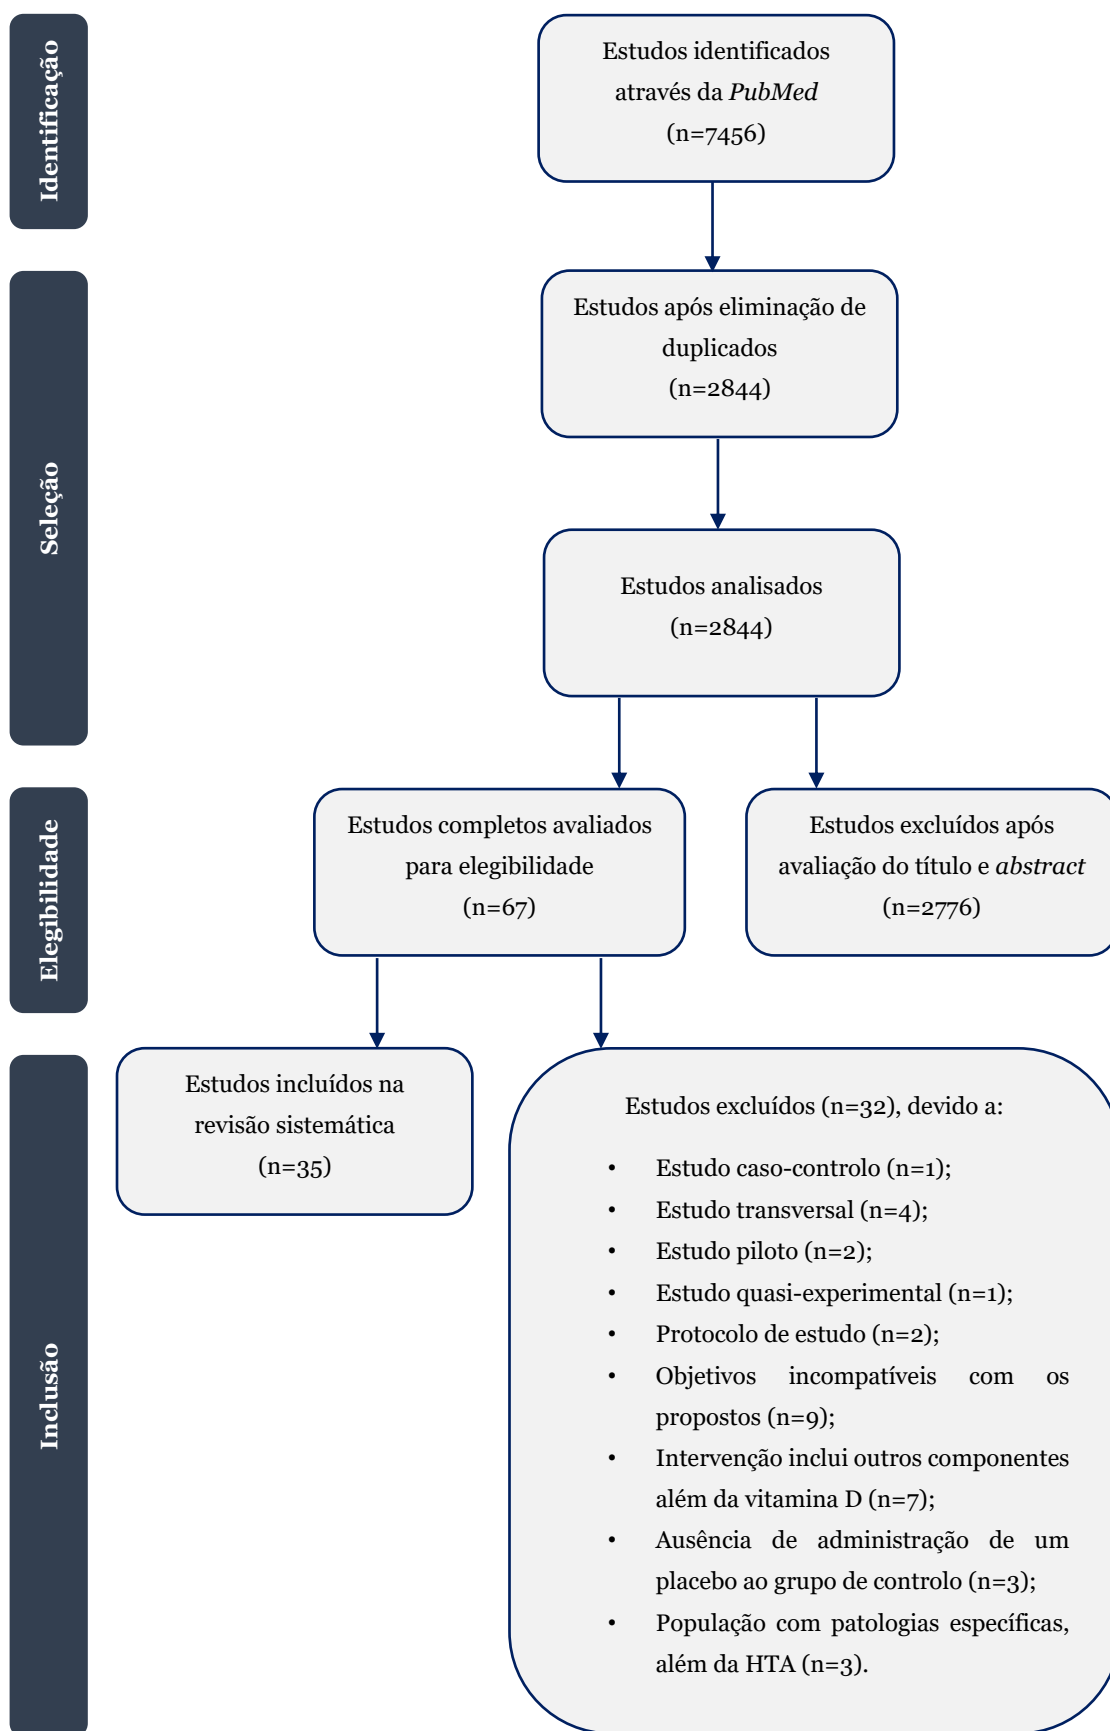 Identificação
Estudos identificados
através da PubMed
(n=7456)
Seleção
Estudos após eliminação de
duplicados
(n=2844)
Estudos analisados
(n=2844)
Elegibilidade
Estudos completos avaliados
para elegibilidade
(n=67)
Estudos excluídos após
avaliação do título e abstract
(n=2776)
Inclusão
Estudos incluídos na
revisão sistemática
(n=35)
Estudos excluídos (n=32), devido a:
• Estudo caso-controlo (n=1);
• Estudo transversal (n=4);
• Estudo piloto (n=2);
• Estudo quasi-experimental (n=1);
• Protocolo de estudo (n=2);
• Objetivos incompatíveis com os
propostos (n=9);
• Intervenção inclui outros componentes
além da vitamina D (n=7);
• Ausência de administração de um
placebo ao grupo de controlo (n=3);
• População com patologias específicas,
além da HTA (n=3).